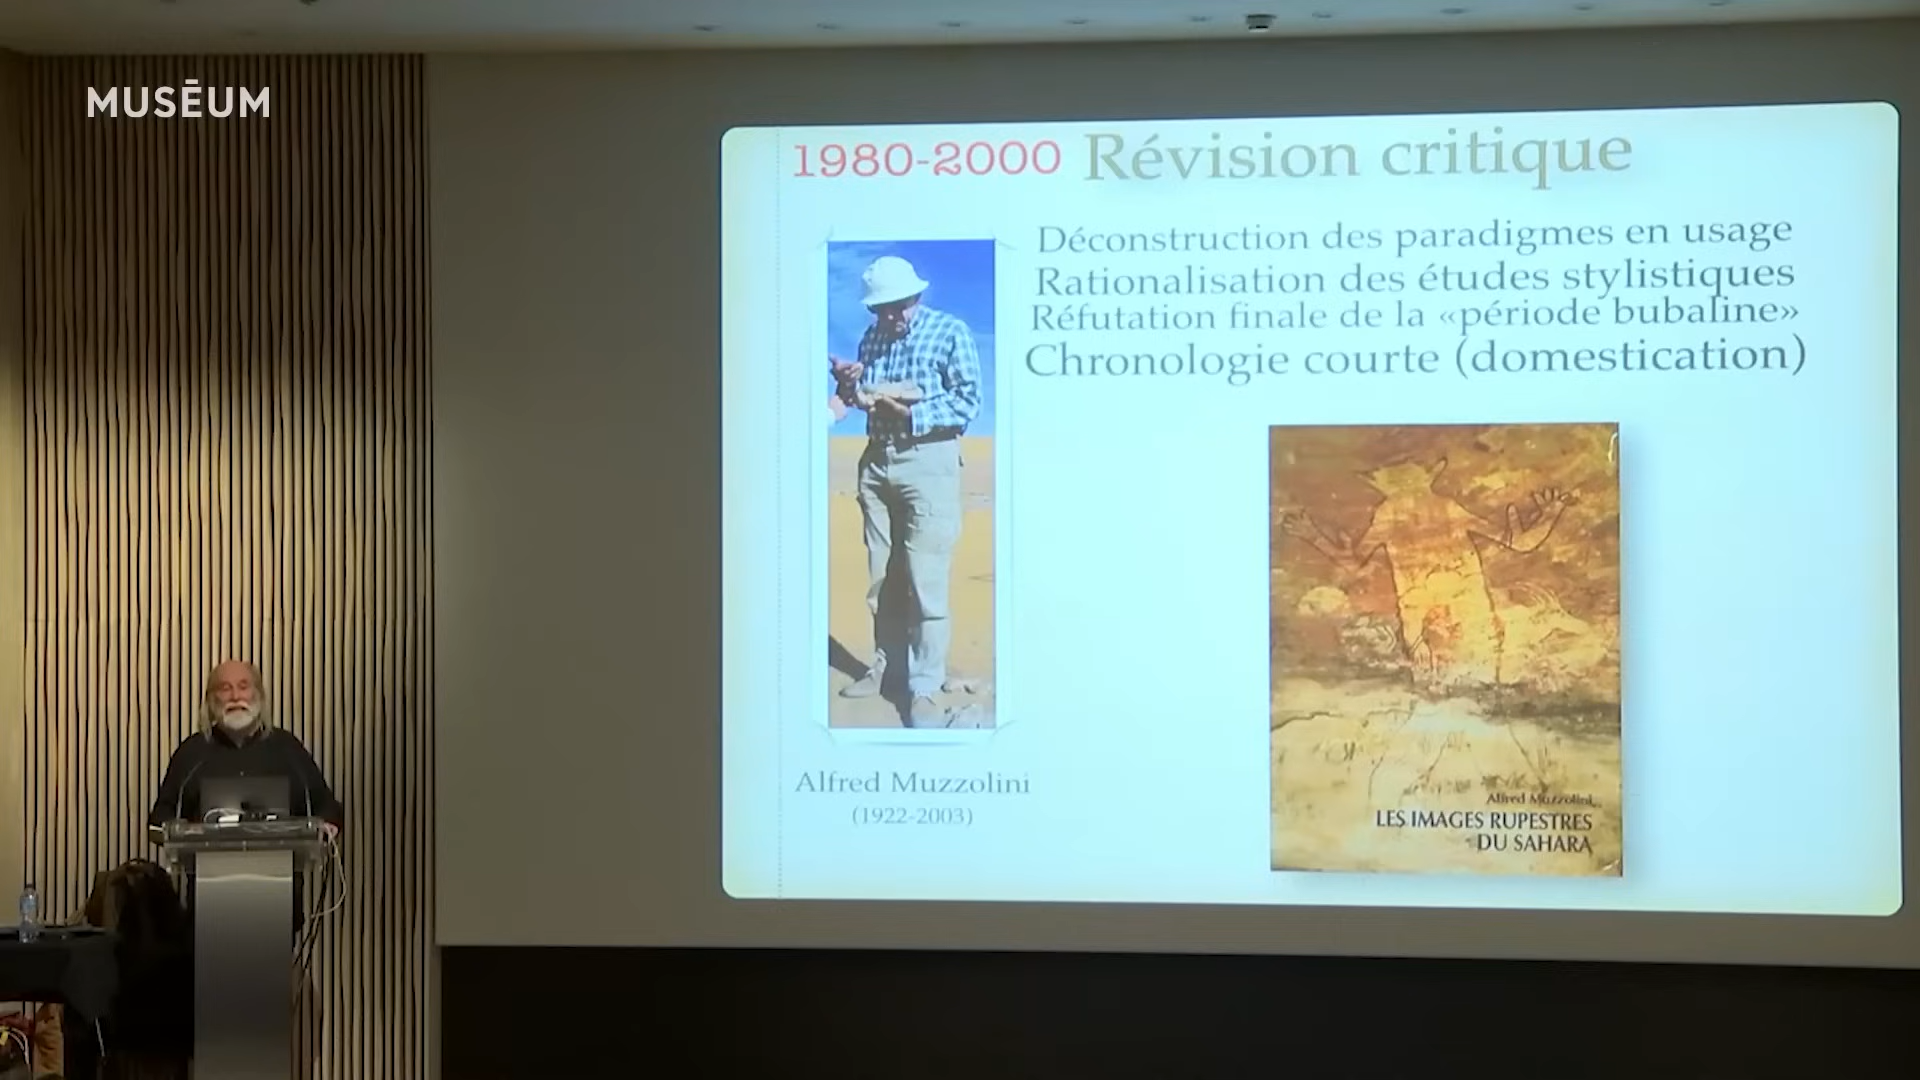 MUSĒUM
1980-2000 Révision critique
Déconstruction des paradigmes en usage
Rationalisation des études stylistiques
Réfutation finale de la «période bubaline»
Chronologie courte (domestication)
Alfred Muzzolini
(1922-2003)
Alfred Muzzolini
LES IMAGES RUPESTRES
DU SAHARA